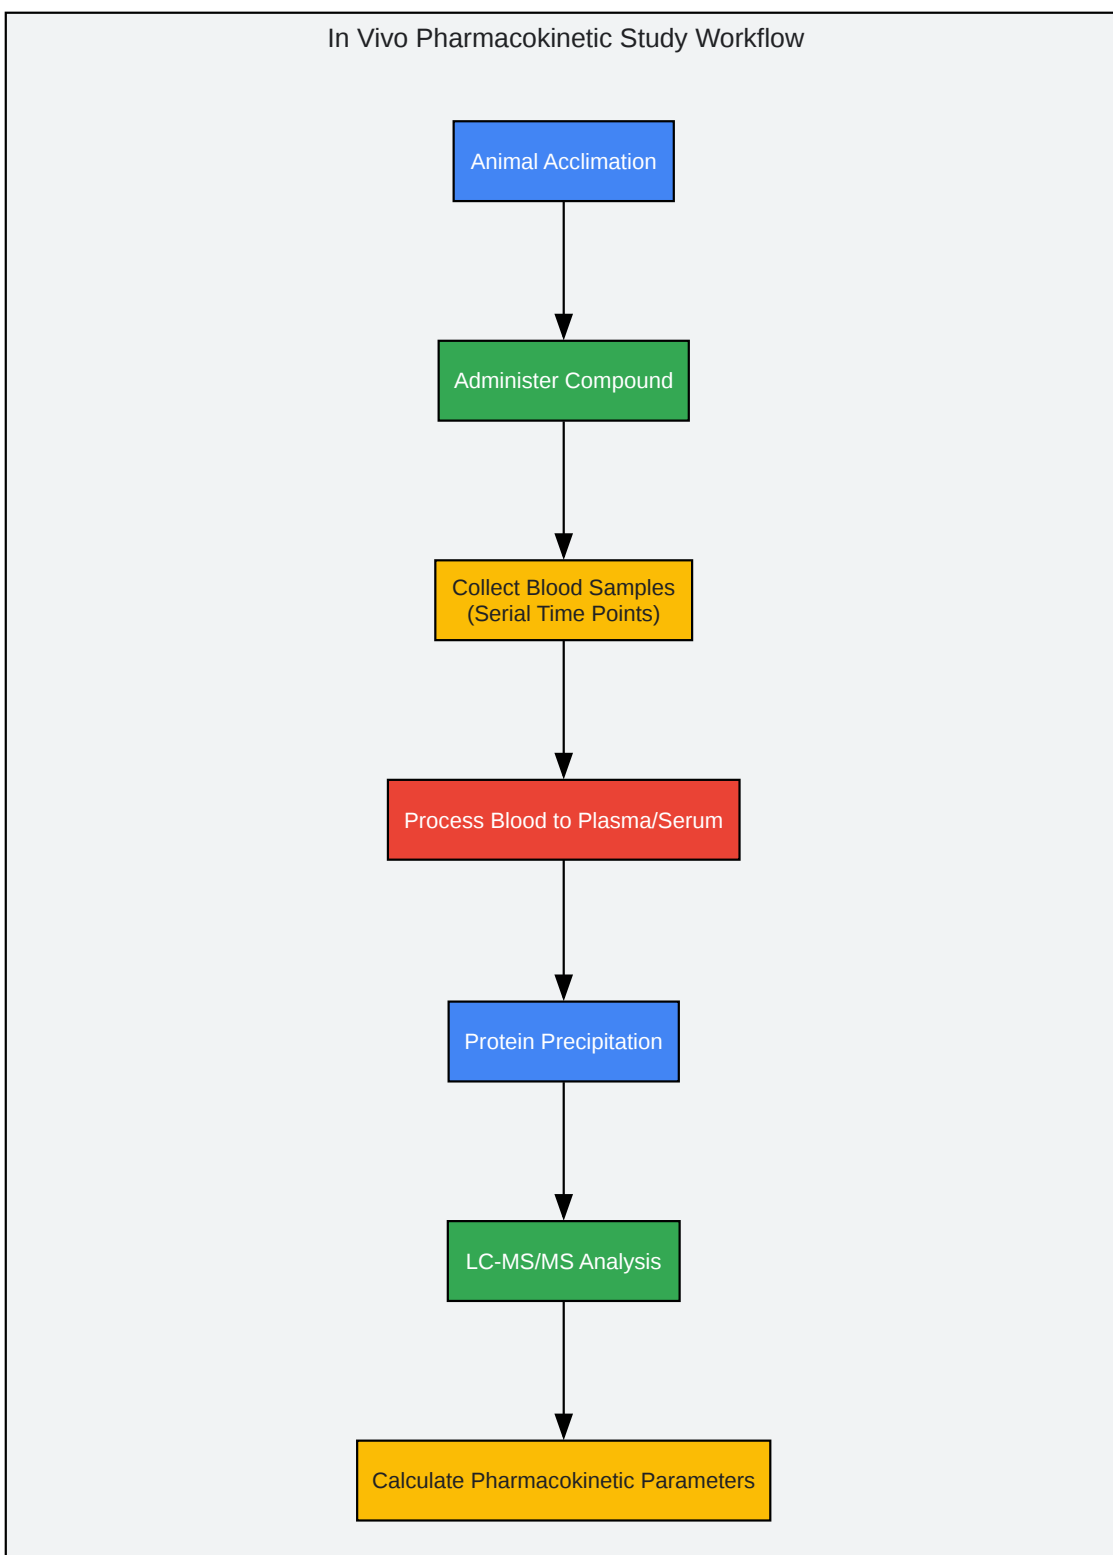 In Vivo Pharmacokinetic Study Workflow
Animal Acclimation
Administer Compound
Collect Blood Samples
(Serial Time Points)
Process Blood to Plasma/Serum
Protein Precipitation
LC-MS/MS Analysis
Calculate Pharmacokinetic Parameters